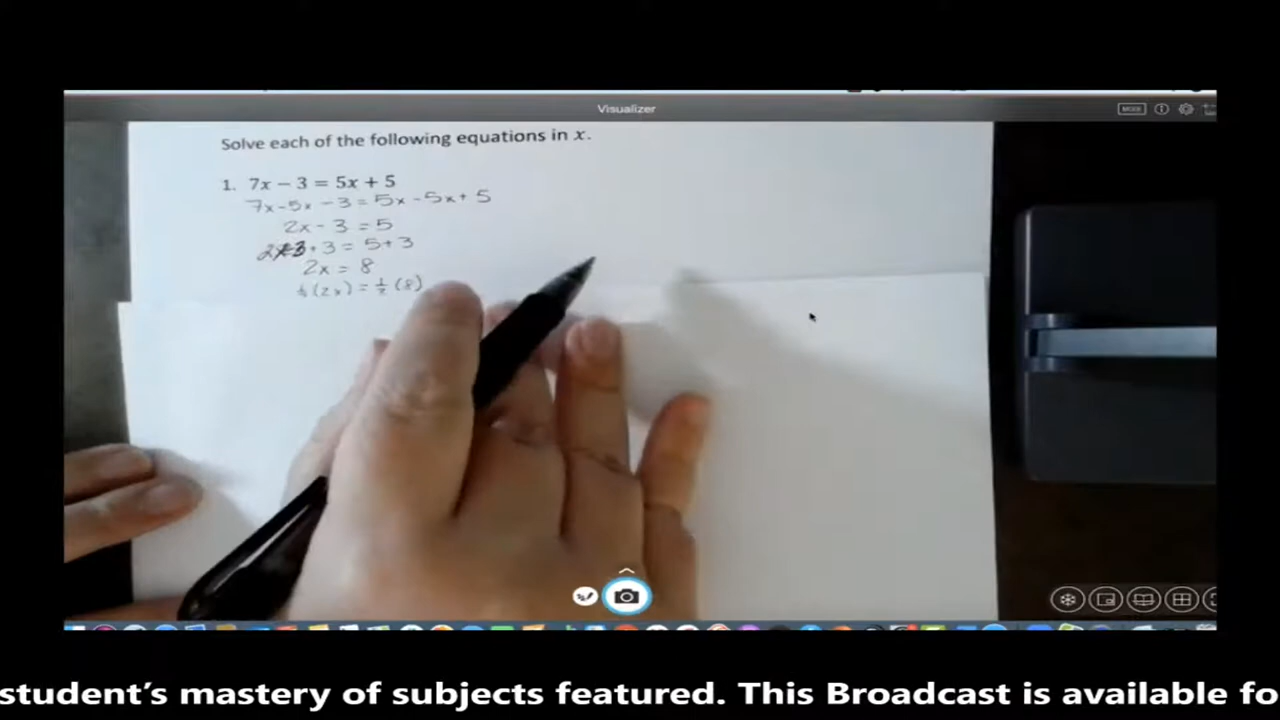 Visualizer
MODE
Solve each of the following equations in x.
1. 7x − 3 = 5x + 5
7x - 5x - 3 = 5x - 5x + 5
2x - 3 = 5
+ 3 = 5 + 3
2x = 8
½ (2x) = ½ (8)
student’s mastery of subjects featured. This Broadcast is available fo